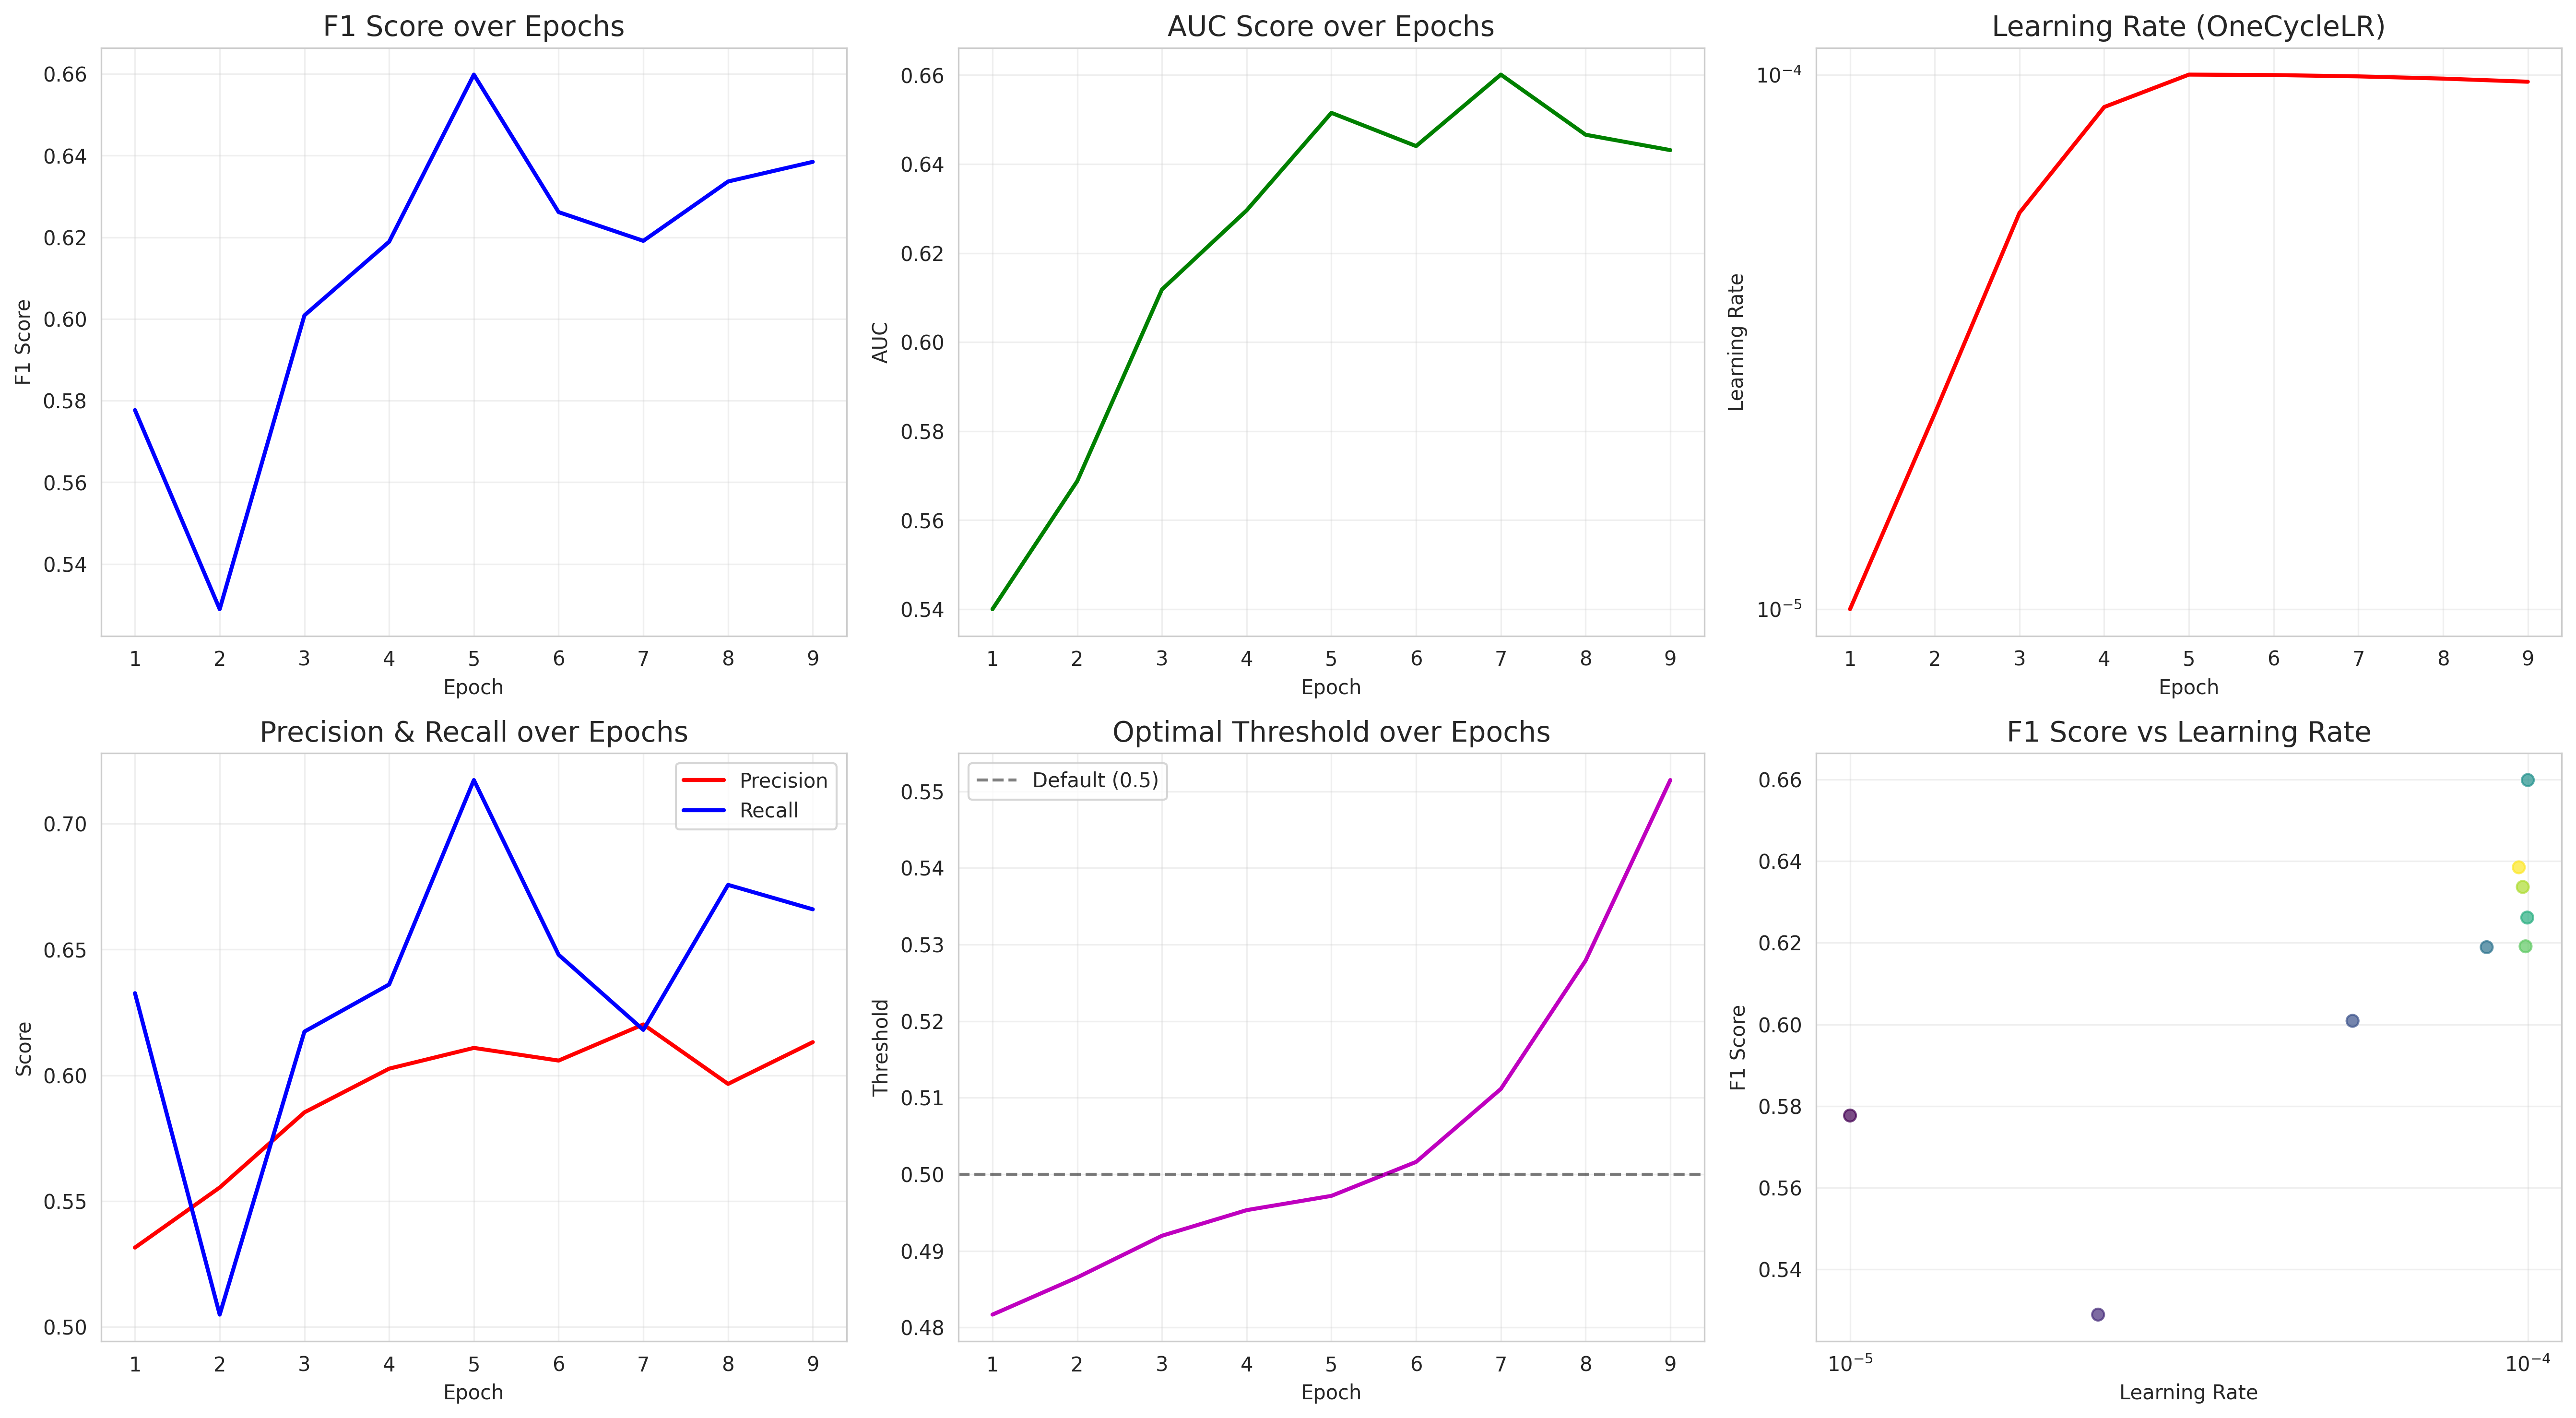 F1 Score over Epochs
F1 Score
0.66
0.64
0.62
0.60
0.58
0.56
0.54
1 2 3 4 5 6 7 8 9
Epoch
AUC Score over Epochs
AUC
0.66
0.64
0.62
0.60
0.58
0.56
0.54
1 2 3 4 5 6 7 8 9
Epoch
Learning Rate (OneCycleLR)
Learning Rate
10⁻⁴
10⁻⁵
1 2 3 4 5 6 7 8 9
Epoch
Precision & Recall over Epochs
Score
Precision
Recall
0.70
0.65
0.60
0.55
0.50
1 2 3 4 5 6 7 8 9
Epoch
Optimal Threshold over Epochs
Threshold
Default (0.5)
0.55
0.54
0.53
0.52
0.51
0.50
0.49
0.48
1 2 3 4 5 6 7 8 9
Epoch
F1 Score vs Learning Rate
F1 Score
0.66
0.64
0.62
0.60
0.58
0.56
0.54
10⁻⁵ 10⁻⁴
Learning Rate